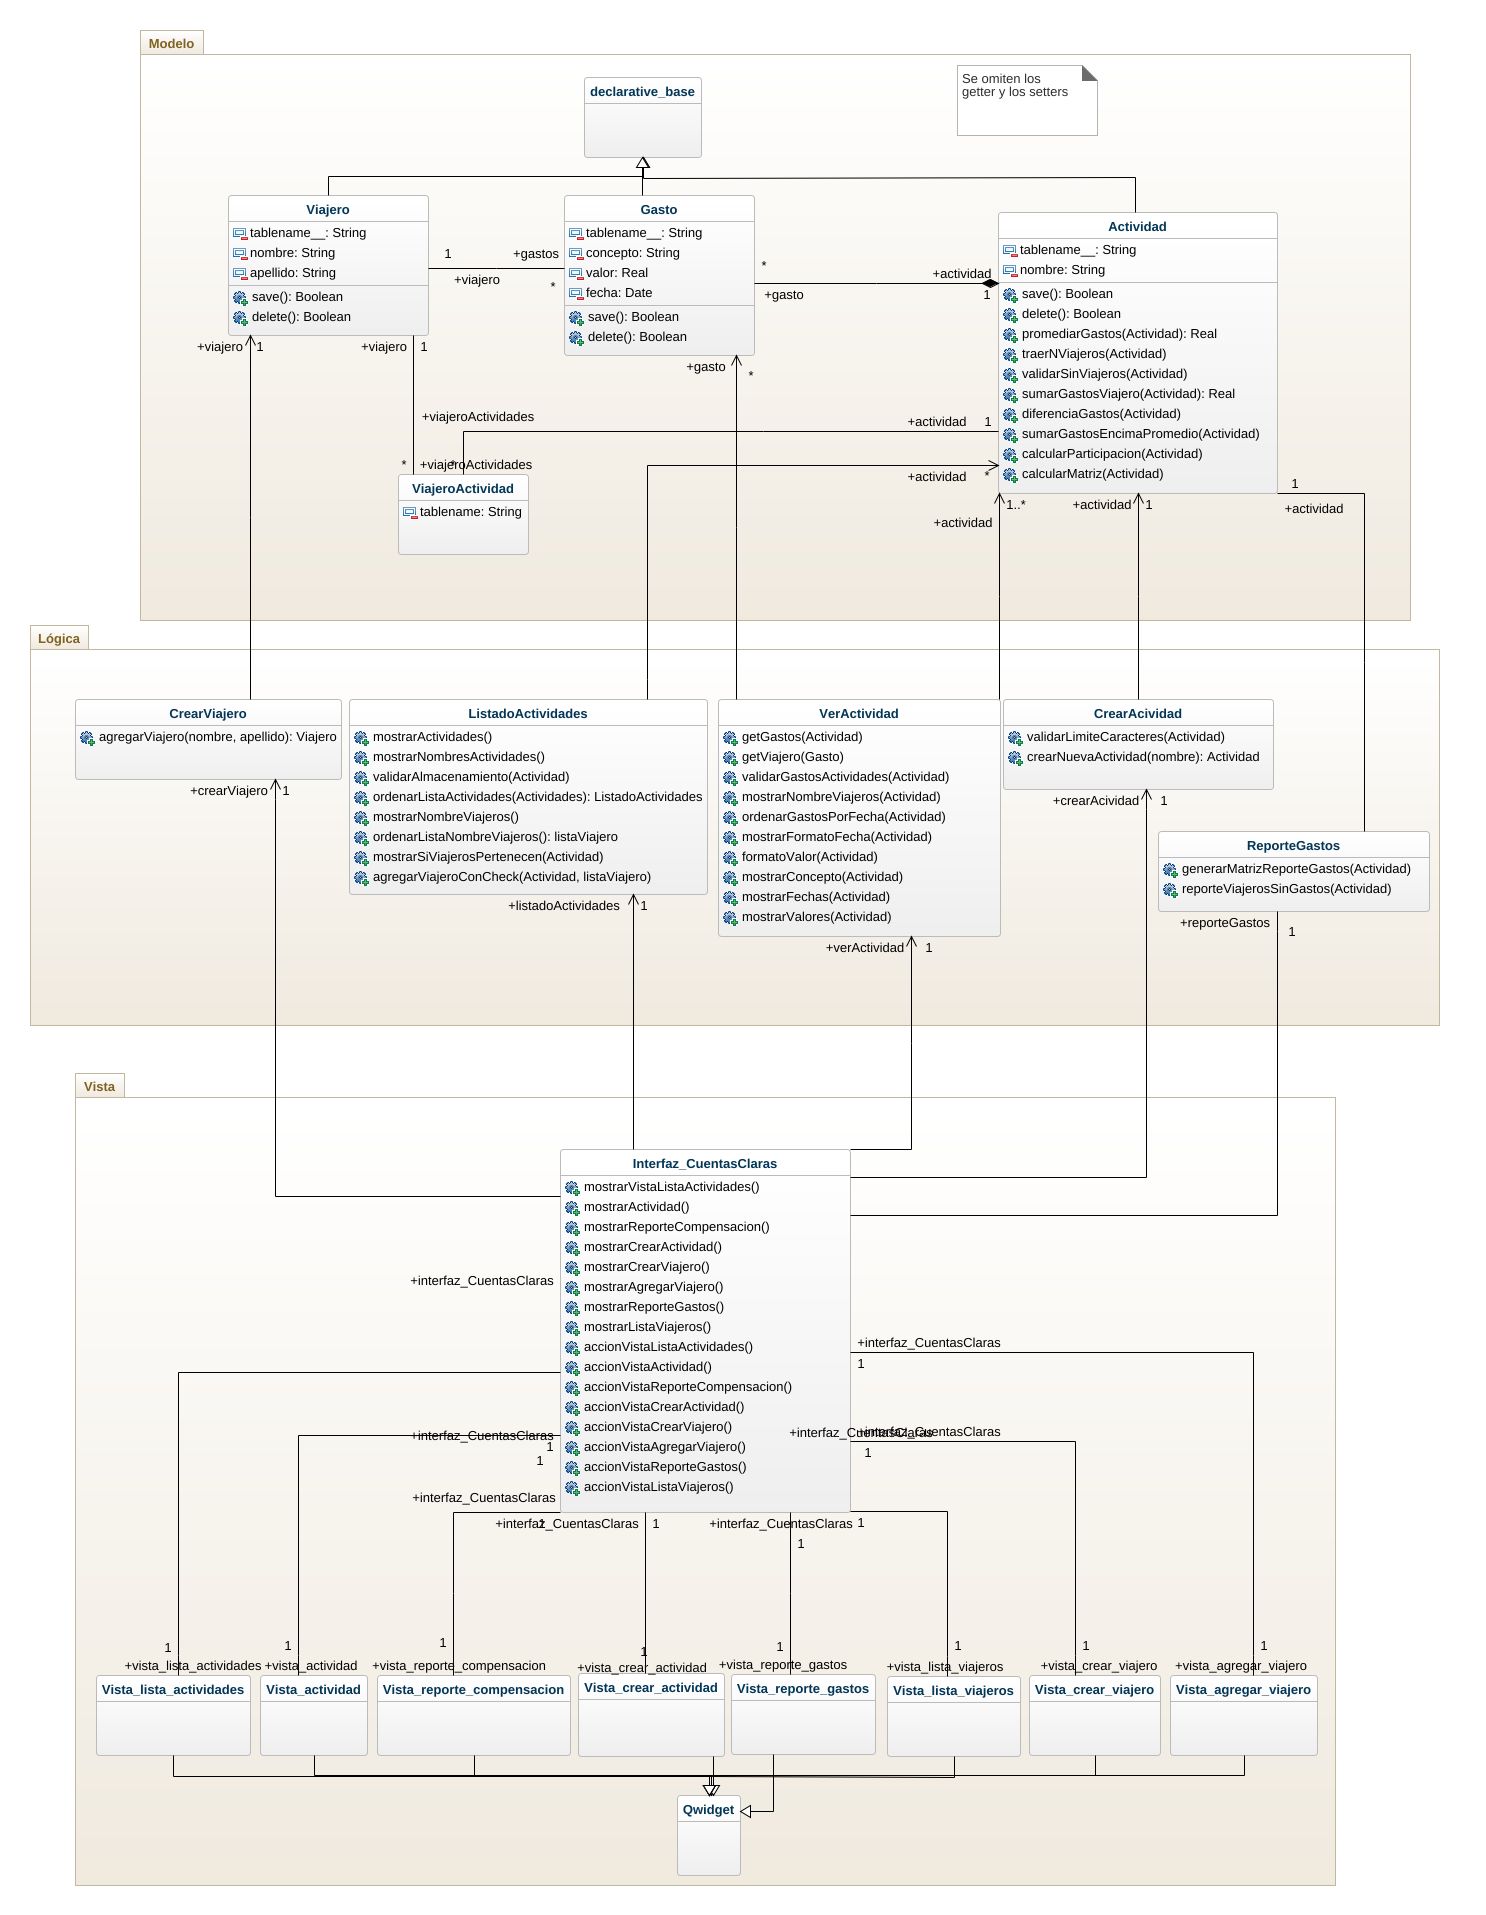 Modelo
Se omiten los
getter y los setters
declarative_base
Viajero
tablename__: String
nombre: String
apellido: String
save(): Boolean
delete(): Boolean
1
+gastos
+viajero
*
Gasto
tablename__: String
concepto: String
valor: Real
fecha: Date
save(): Boolean
delete(): Boolean
*
+actividad
+gasto
1
Actividad
tablename__: String
nombre: String
save(): Boolean
delete(): Boolean
promediarGastos(Actividad): Real
traerNViajeros(Actividad)
validarSinViajeros(Actividad)
sumarGastosViajero(Actividad): Real
diferenciaGastos(Actividad)
sumarGastosEncimaPromedio(Actividad)
calcularParticipacion(Actividad)
calcularMatriz(Actividad)
+viajero 1
+viajero 1
+gasto
*
+viajeroActividades
+actividad 1
* +viajeroActividades
*
+actividad *
ViajeroActividad
tablename: String
1..*
+actividad
+actividad 1
1
+actividad
Lógica
CrearViajero
agregarViajero(nombre, apellido): Viajero
+crearViajero 1
ListadoActividades
mostrarActividades()
mostrarNombresActividades()
validarAlmacenamiento(Actividad)
ordenarListaActividades(Actividades): ListadoActividades
mostrarNombreViajeros()
ordenarListaNombreViajeros(): listaViajero
mostrarSiViajerosPertenecen(Actividad)
agregarViajeroConCheck(Actividad, listaViajero)
+listadoActividades 1
VerActividad
getGastos(Actividad)
getViajero(Gasto)
validarGastosActividades(Actividad)
mostrarNombreViajeros(Actividad)
ordenarGastosPorFecha(Actividad)
mostrarFormatoFecha(Actividad)
formatoValor(Actividad)
mostrarConcepto(Actividad)
mostrarFechas(Actividad)
mostrarValores(Actividad)
+verActividad 1
CrearAcividad
validarLimiteCaracteres(Actividad)
crearNuevaActividad(nombre): Actividad
+crearAcividad 1
ReporteGastos
generarMatrizReporteGastos(Actividad)
reporteViajerosSinGastos(Actividad)
+reporteGastos
1
Vista
Interfaz_CuentasClaras
mostrarVistaListaActividades()
mostrarActividad()
mostrarReporteCompensacion()
mostrarCrearActividad()
mostrarCrearViajero()
mostrarAgregarViajero()
mostrarReporteGastos()
mostrarListaViajeros()
accionVistaListaActividades()
accionVistaActividad()
accionVistaReporteCompensacion()
accionVistaCrearActividad()
accionVistaCrearViajero()
accionVistaAgregarViajero()
accionVistaReporteGastos()
accionVistaListaViajeros()
+interfaz_CuentasClaras
+interfaz_CuentasClaras
1
+interfaz_CuentasClaras
1
1
+interfaz_CuentasClaras
+interfaz_CuentasClaras
1
+interfaz_CuentasClaras
1
+interfaz_CuentasClaras 1
+interfaz_CuentasClaras 1
1
1
+vista_lista_actividades
1
+vista_actividad
1
+vista_reporte_compensacion
1
+vista_crear_actividad
1
+vista_reporte_gastos
1
+vista_lista_viajeros
1
+vista_crear_viajero
1
+vista_agregar_viajero
Vista_lista_actividades
Vista_actividad
Vista_reporte_compensacion
Vista_crear_actividad
Vista_reporte_gastos
Vista_lista_viajeros
Vista_crear_viajero
Vista_agregar_viajero
Qwidget